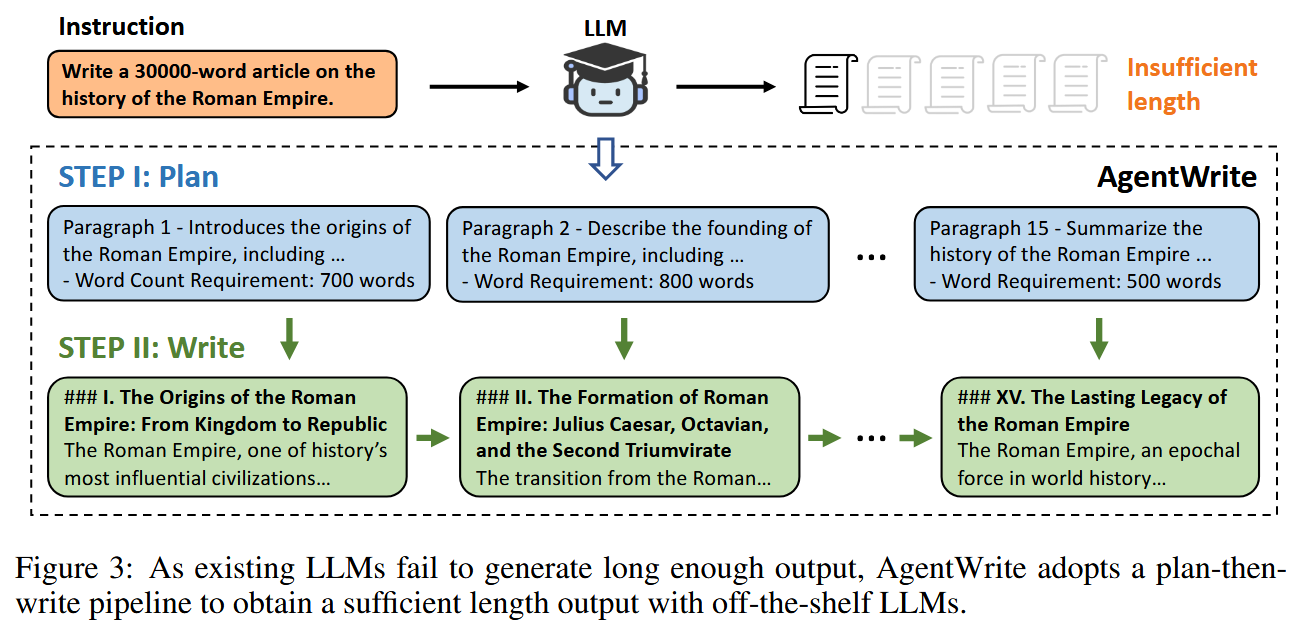 Instruction
LLM
Write a 30000-word article on the
history of the Roman Empire.
Insufficient
length
STEP I: Plan
AgentWrite
Paragraph 1 - Introduces the origins of
the Roman Empire, including ...
- Word Count Requirement: 700 words
Paragraph 2 - Describe the founding of
the Roman Empire, including ...
- Word Requirement: 800 words
...
Paragraph 15 - Summarize the
history of the Roman Empire ...
- Word Requirement: 500 words
STEP II: Write
### I. The Origins of the Roman
Empire: From Kingdom to Republic
The Roman Empire, one of history’s
most influential civilizations...
### II. The Formation of Roman
Empire: Julius Caesar, Octavian,
and the Second Triumvirate
The transition from the Roman...
...
### XV. The Lasting Legacy of
the Roman Empire
The Roman Empire, an epochal
force in world history...
Figure 3: As existing LLMs fail to generate long enough output, AgentWrite adopts a plan-then-
write pipeline to obtain a sufficient length output with off-the-shelf LLMs.